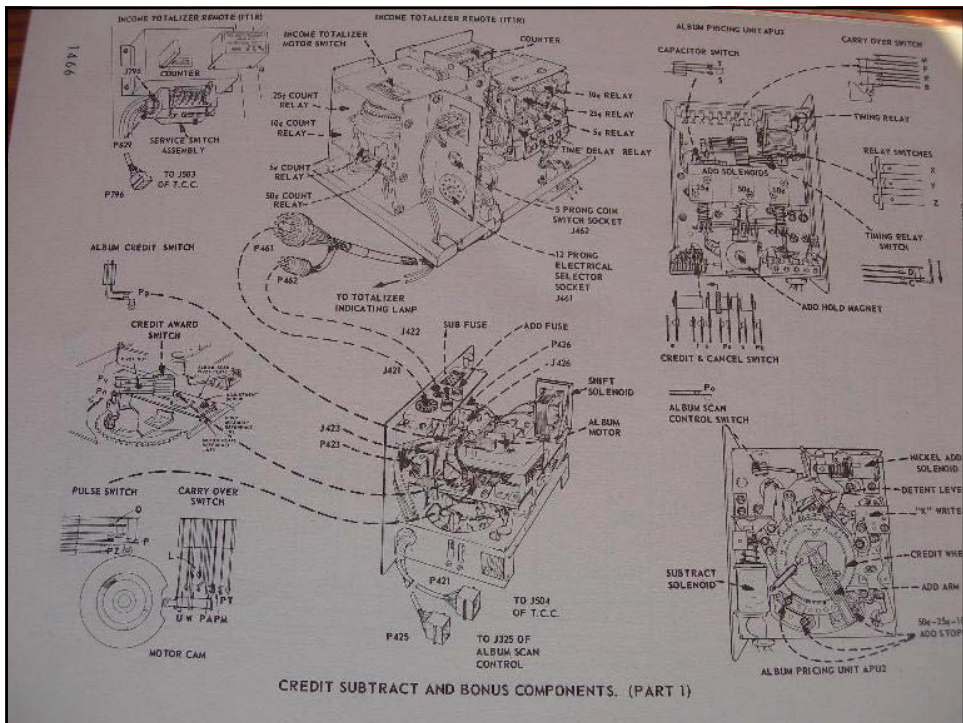 INCOME TOTALIZER REMOTE (IT1R)
1466
J796
COUNTER
P629
SERVICE SWITCH
ASSEMBLY
TO J503
OF T.C.C.
P796
INCOME TOTALIZER REMOTE (IT1R)
INCOME TOTALIZER
MOTOR SWITCH
COUNTER
25¢ COUNT
RELAY
10¢ COUNT
RELAY
5¢ COUNT
RELAY
50¢ COUNT
RELAY
10¢ RELAY
25¢ RELAY
5¢ RELAY
TIME DELAY RELAY
5 PRONG COIN
SWITCH SOCKET
J462
12 PRONG
ELECTRICAL
SELECTOR
SOCKET
J461
P461
P462
TO TOTALIZER
INDICATING LAMP
ALBUM PRICING UNIT APU2
CAPACITOR SWITCH
T
S
CARRY OVER SWITCH
TIMING RELAY
RELAY SWITCHES
X
Y
Z
ADD SOLENOIDS
25¢
50¢
TIMING RELAY
SWITCH
ADD HOLD MAGNET
CREDIT & CANCEL SWITCH
ALBUM CREDIT SWITCH
CREDIT AWARD
SWITCH
J422
SUB FUSE
ADD FUSE
P426
J426
J421
SHIFT
SOLENOID
ALBUM
MOTOR
J423
P423
P421
TO J504
OF T.C.C.
P425
TO J325 OF
ALBUM SCAN
CONTROL
PULSE SWITCH
O
P
PZ
CARRY OVER
SWITCH
L
PT
U W PA PM
MOTOR CAM
ALBUM SCAN
CONTROL SWITCH
NICKEL ADD
SOLENOID
DETENT LEVE
"K" WRITE
CREDIT WHE
ADD ARM
SUBTRACT
SOLENOID
50¢-25¢-10
ADD STOP
ALBUM PRICING UNIT APU2
CREDIT SUBTRACT AND BONUS COMPONENTS. (PART 1)